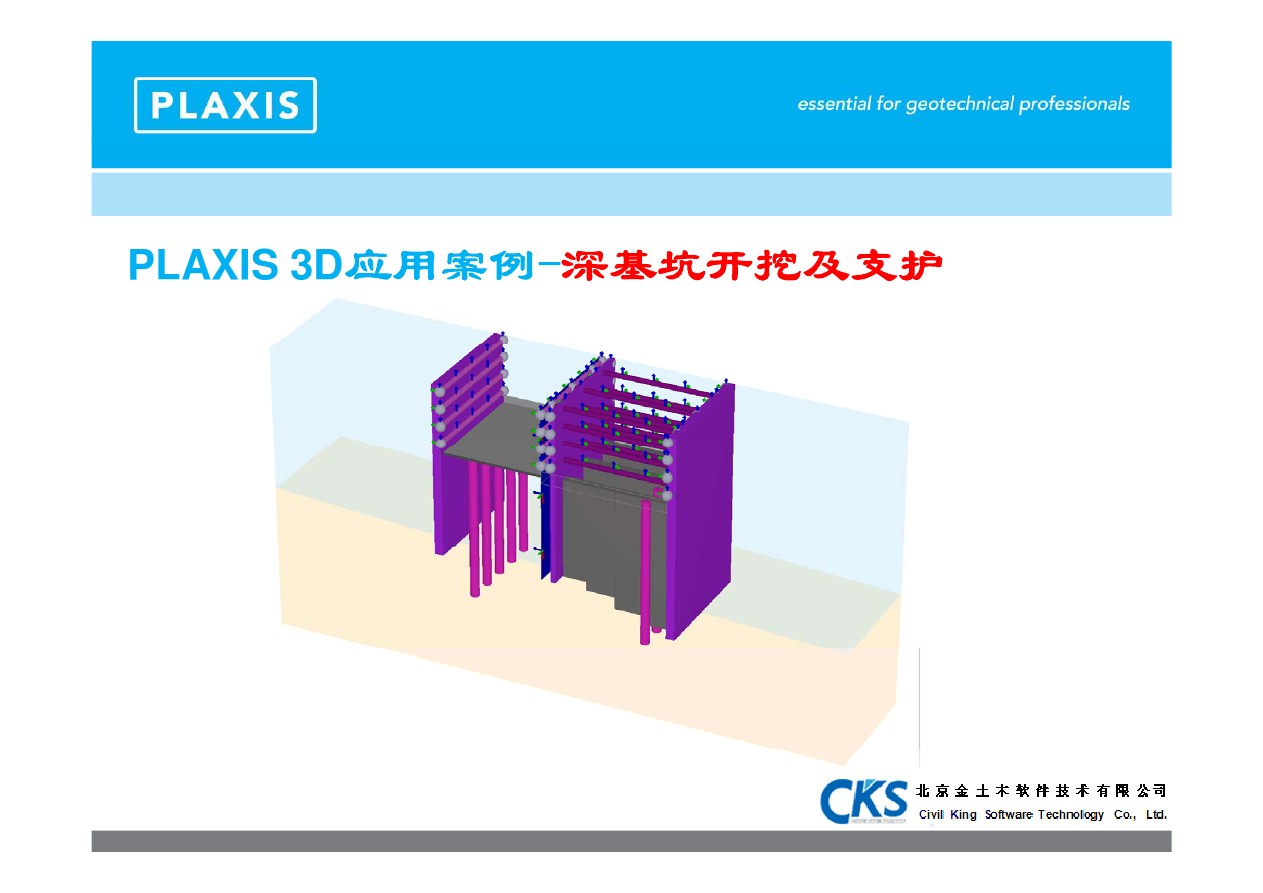 PLAXIS
essential for geotechnical professionals
PLAXIS 3D应用案例-深基坑开挖及支护
CKS
北京金土木软件技术有限公司
Civil King Software Technology Co., Ltd.